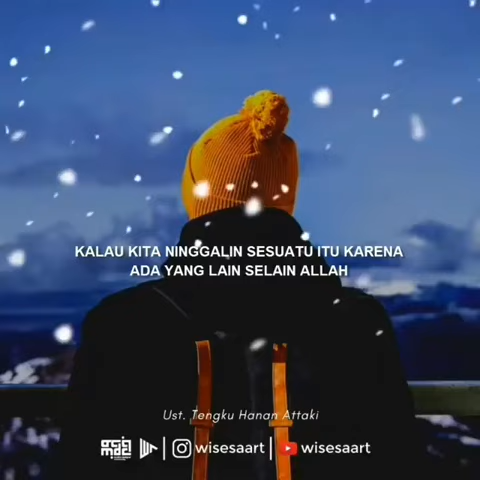 KALAU KITA NINGGALIN SESUATU ITU KARENA
ADA YANG LAIN SELAIN ALLAH
Ust. Tengku Hanan Attaki
wisesaart
wisesaart